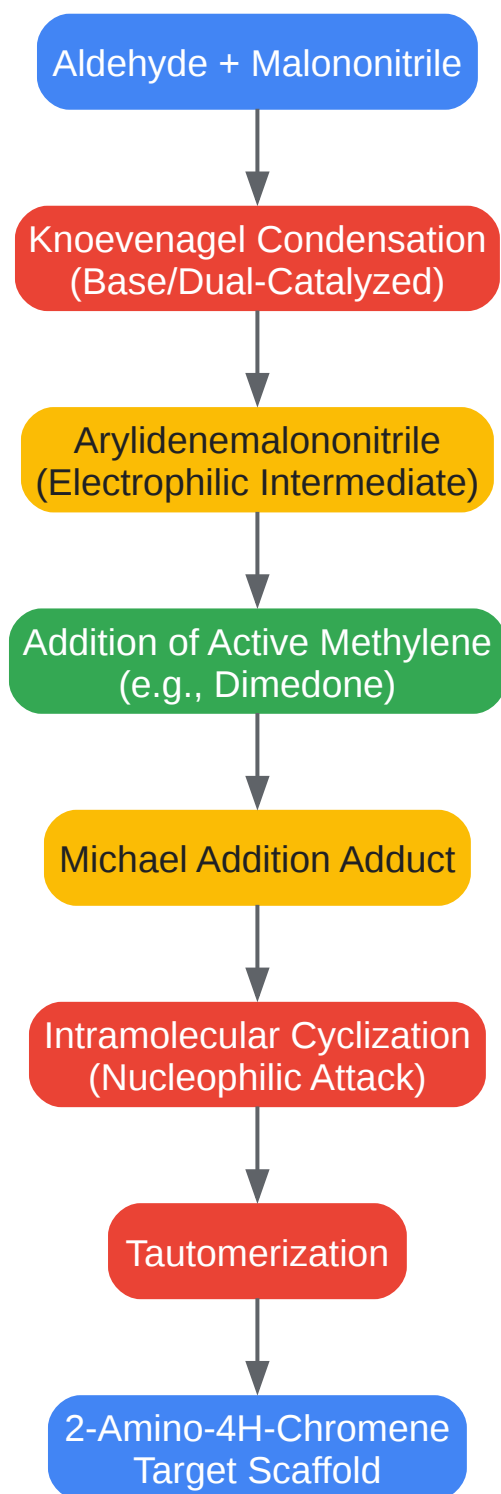 Aldehyde + Malononitrile
Knoevenagel Condensation
(Base/Dual-Catalyzed)
Arylidenemalononitrile
(Electrophilic Intermediate)
Addition of Active Methylene
(e.g., Dimedone)
Michael Addition Adduct
Intramolecular Cyclization
(Nucleophilic Attack)
Tautomerization
2-Amino-4H-Chromene
Target Scaffold